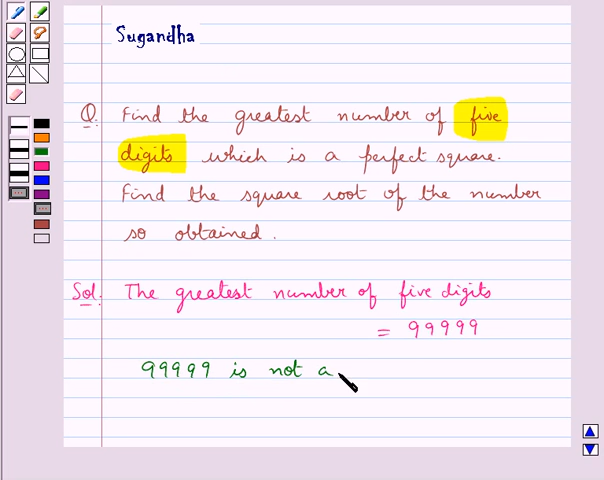 Sugandha
Q. Find the greatest number of five
digits which is a perfect square.
Find the square root of the number
so obtained.
Sol. The greatest number of five digits
= 99999
99999 is not a